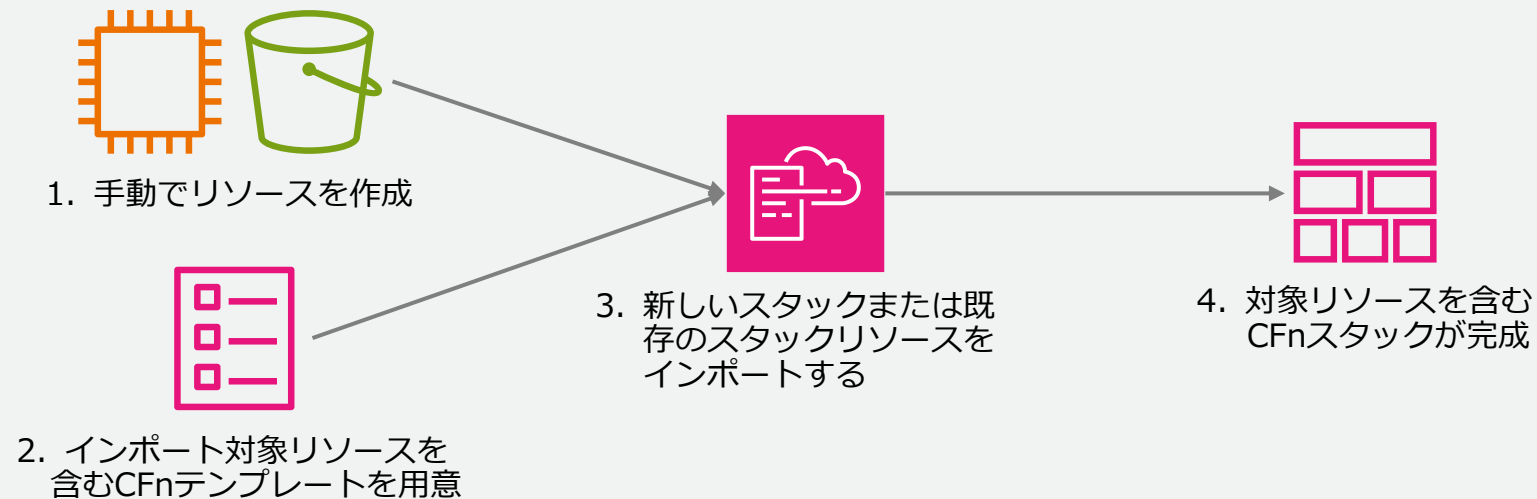 1. 手動でリソースを作成
2. インポート対象リソースを
含むCFnテンプレートを用意
3. 新しいスタックまたは既
存のスタックリソースを
インポートする
4. 対象リソースを含む
CFnスタックが完成